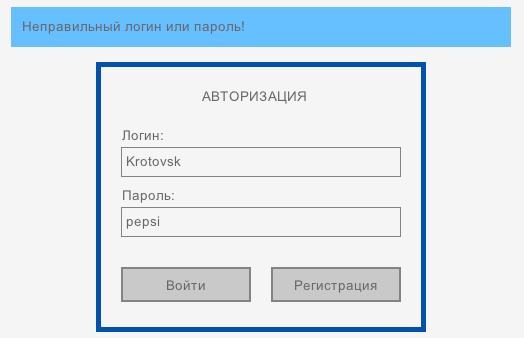 Неправильный логин или пароль!
АВТОРИЗАЦИЯ
Логин:
Krotovsk
Пароль:
pepsi
Войти
Регистрация